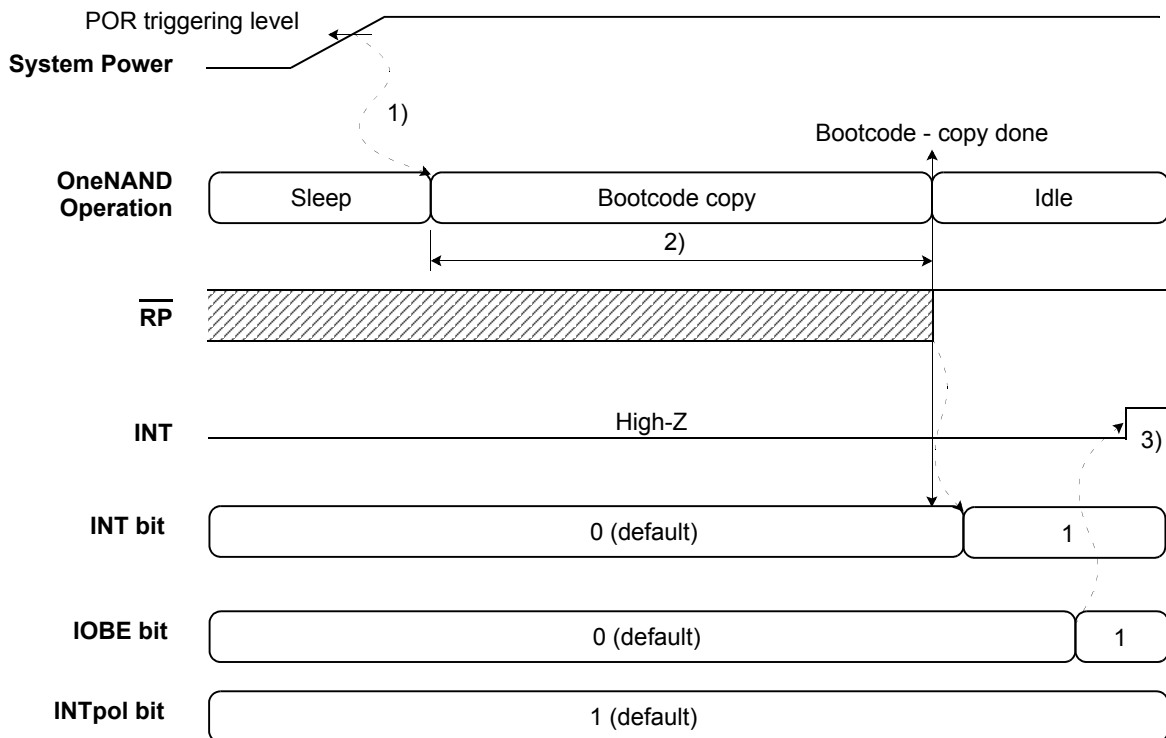 POR triggering level
System Power
1)
Bootcode - copy done
OneNAND
Operation
Sleep
Bootcode copy
Idle
2)
RP
INT
High-Z
3)
INT bit
0 (default)
1
IOBE bit
0 (default)
1
INTpol bit
1 (default)